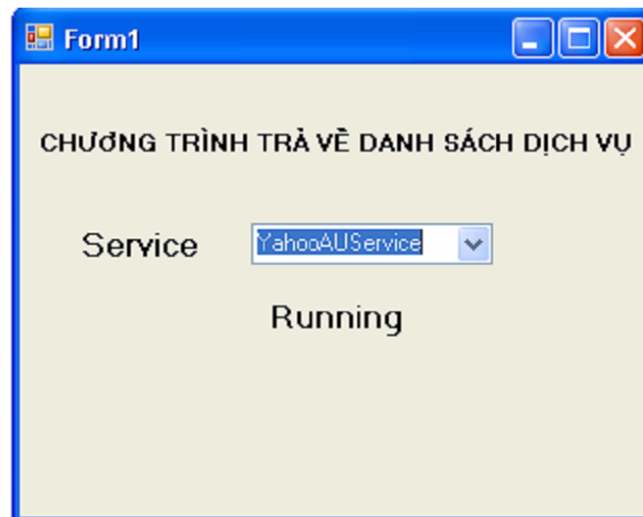 Form1
CHƯƠNG TRÌNH TRẢ VỀ DANH SÁCH DỊCH VỤ
Service YahooAUService
Running